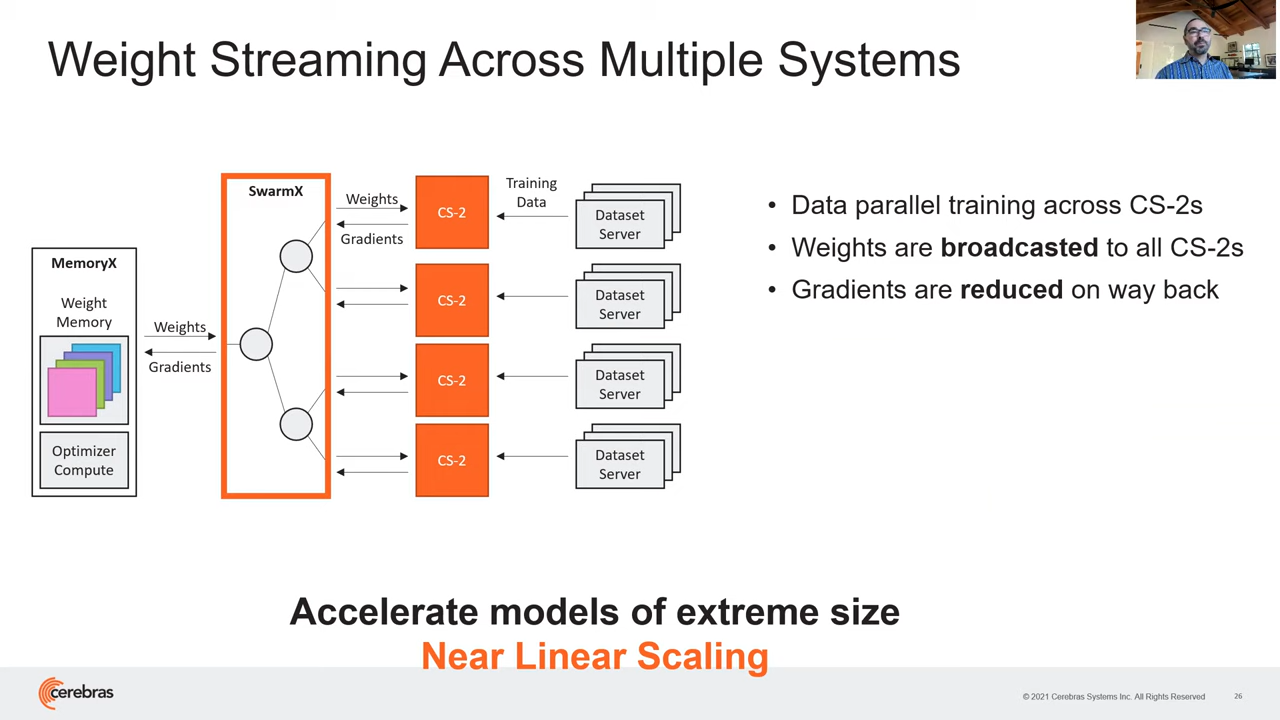 Weight Streaming Across Multiple Systems
MemoryX
Weight
Memory
Optimizer
Compute
Weights
Gradients
SwarmX
Weights
Gradients
CS-2
CS-2
CS-2
CS-2
Training
Data
Dataset
Server
Dataset
Server
Dataset
Server
Dataset
Server
• Data parallel training across CS-2s
• Weights are broadcasted to all CS-2s
• Gradients are reduced on way back
Accelerate models of extreme size
Near Linear Scaling
cerebras
© 2021 Cerebras Systems Inc. All Rights Reserved
26